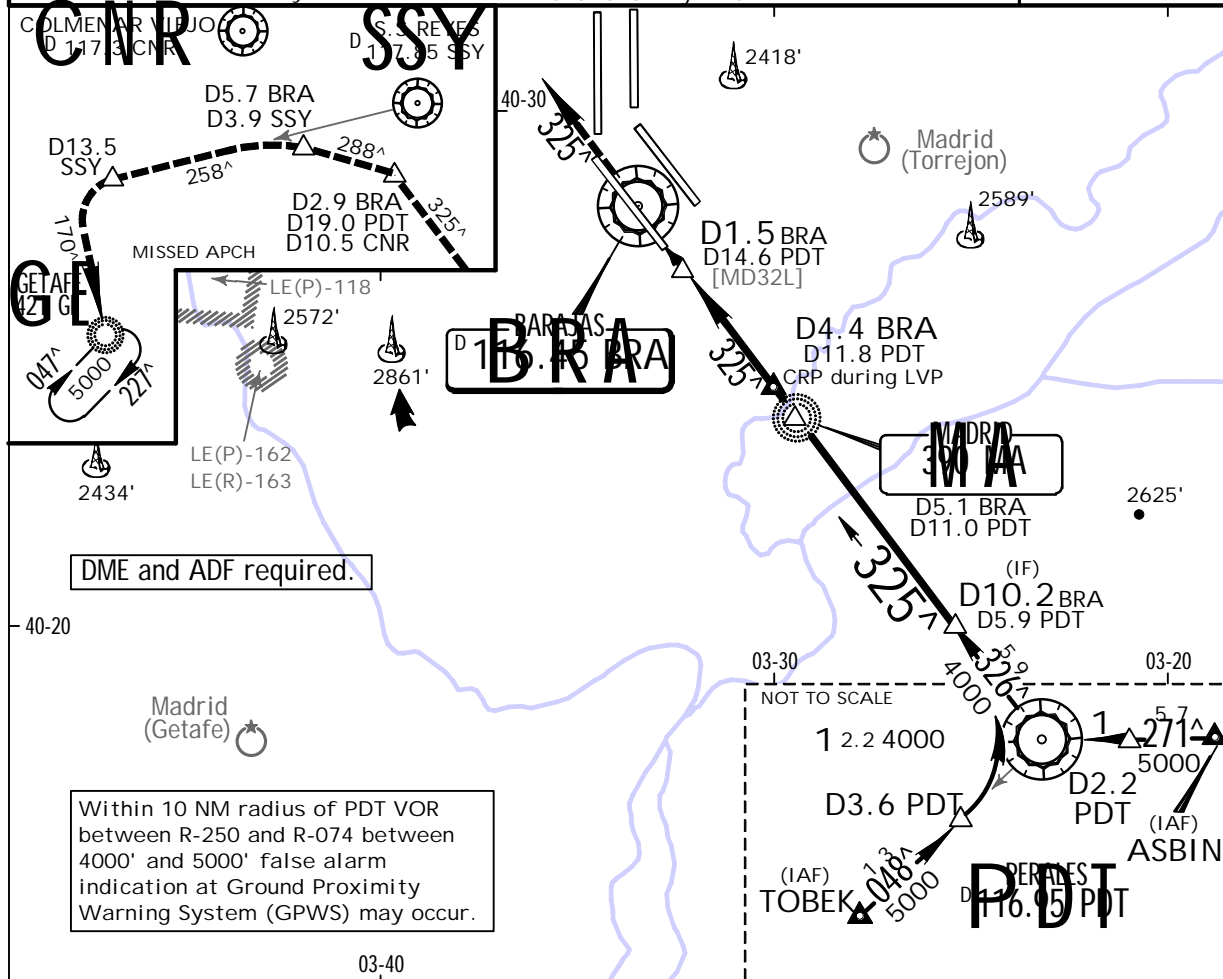 COLMENAR VIEJO
D 117.3 CNR
CNR
S.S. REYES
D 117.85 SSY
SSY
D5.7 BRA
D3.9 SSY
D13.5
SSY
258^
288^
D2.9 BRA
D19.0 PDT
D10.5 CNR
325^
170^
MISSED APCH
GETAFE
421 GE
GE
047^
5000
227^
LE(P)-118
2572'
2861'
LE(P)-162
LE(R)-163
2434'
40-30
325^
2418'
Madrid
(Torrejon)
2589'
D1.5 BRA
D14.6 PDT
[MD32L]
BARAJAS
D 116.45 BRA
BRA
325^
D4.4 BRA
D11.8 PDT
CRP during LVP
MADRID
390 MA
MA
D5.1 BRA
D11.0 PDT
2625'
DME and ADF required.
325^
(IF)
D10.2 BRA
D5.9 PDT
40-20
03-30
03-20
5.9
326^
4000
NOT TO SCALE
1 2.2 4000
1
5.7
271^
5000
D2.2
PDT
(IAF)
ASBIN
D3.6 PDT
1.3
048^
5000
(IAF)
TOBEK
PERALES
D 116.95 PDT
PDT
Madrid
(Getafe)
Within 10 NM radius of PDT VOR
between R-250 and R-074 between
4000' and 5000' false alarm
indication at Ground Proximity
Warning System (GPWS) may occur.
03-40